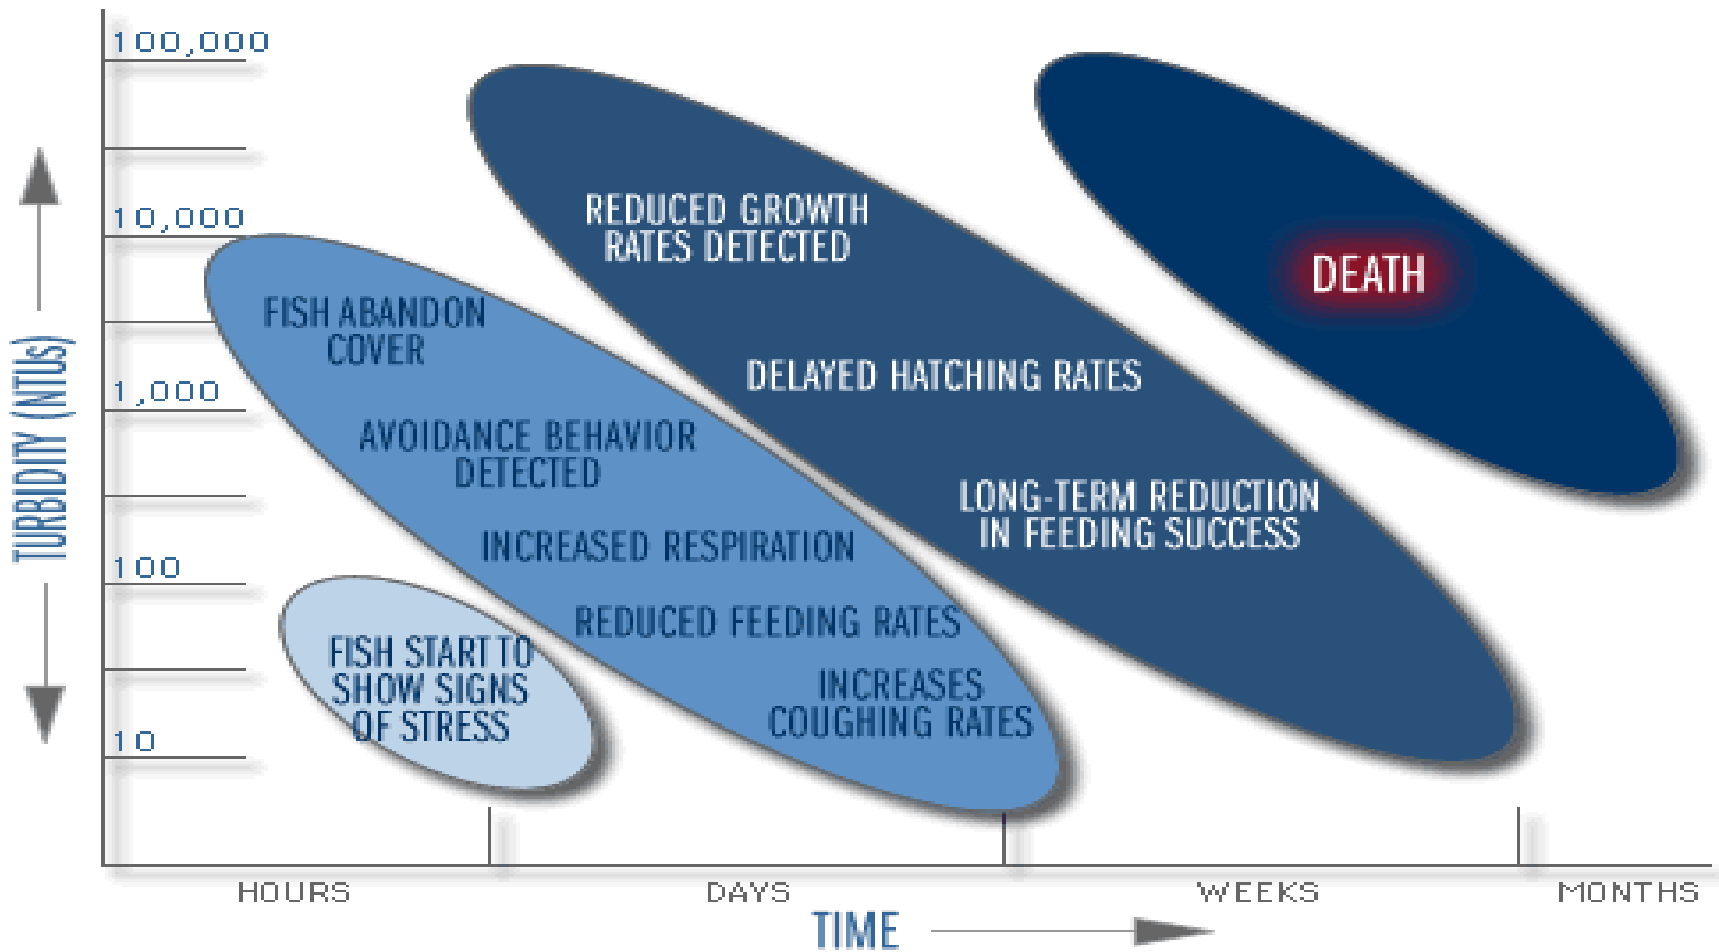 100,000
10,000
1,000
100
10
TURBIDITY (NTUs)
REDUCED GROWTH
RATES DETECTED
DEATH
FISH ABANDON
COVER
DELAYED HATCHING RATES
AVOIDANCE BEHAVIOR
DETECTED
LONG-TERM REDUCTION
IN FEEDING SUCCESS
INCREASED RESPIRATION
REDUCED FEEDING RATES
FISH START TO
SHOW SIGNS
OF STRESS
INCREASES
COUGHING RATES
HOURS
DAYS
WEEKS
MONTHS
TIME